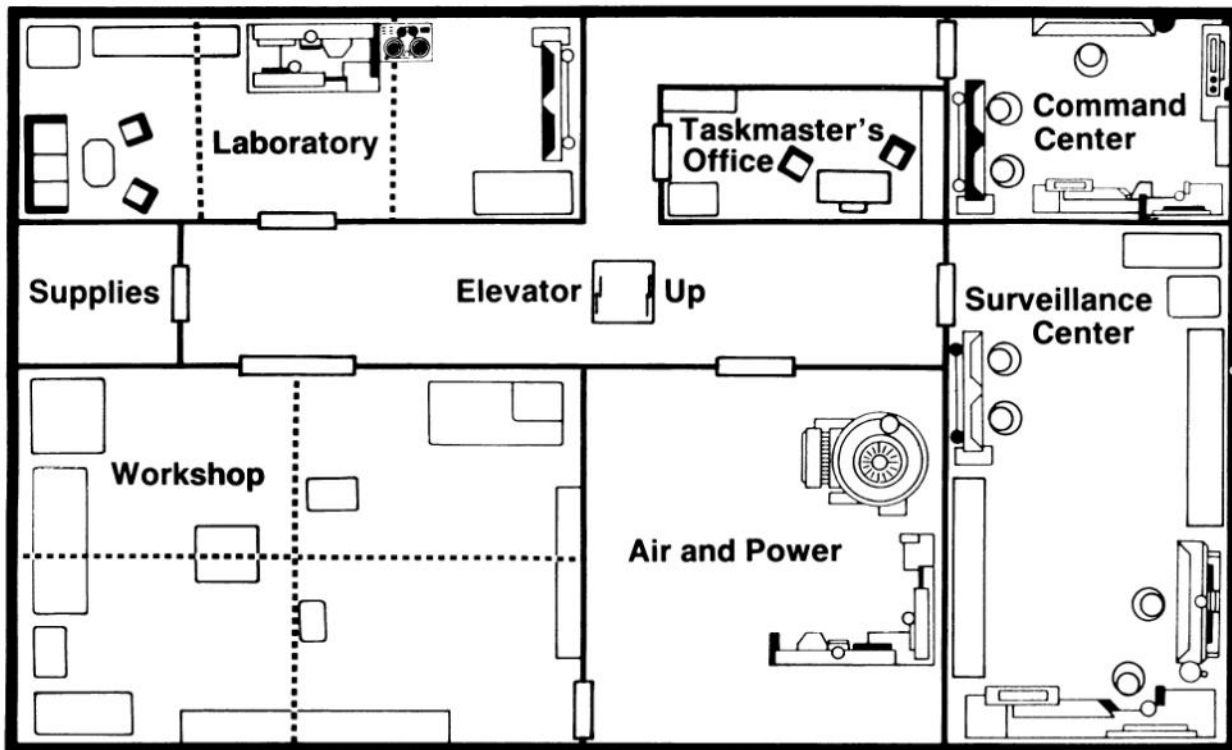 Laboratory
Taskmaster's
Office
Command
Center
Supplies
Elevator
Up
Surveillance
Center
Workshop
Air and Power